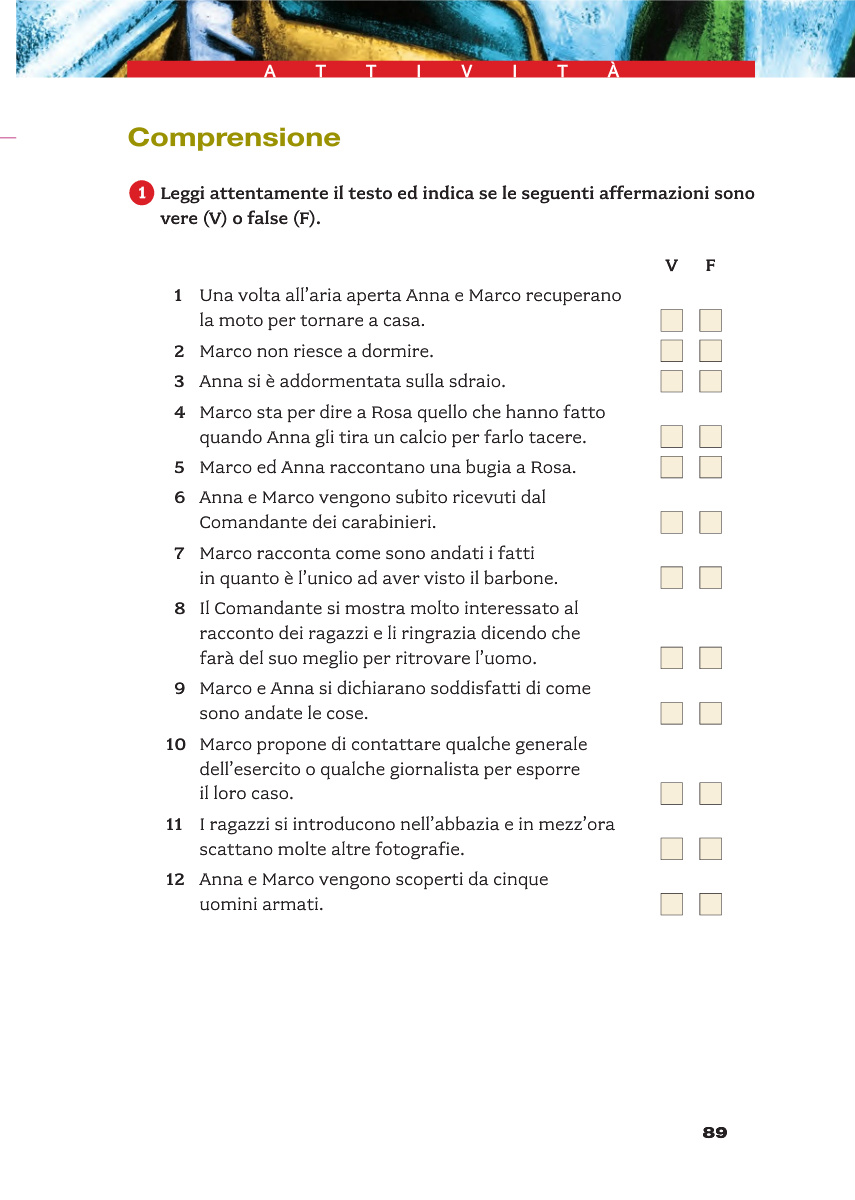 ATTIVITÀ
Comprensione
1 Leggi attentamente il testo ed indica se le seguenti affermazioni sono
vere (V) o false (F).
V F
1 Una volta all’aria aperta Anna e Marco recuperano
la moto per tornare a casa.
2 Marco non riesce a dormire.
3 Anna si è addormentata sulla sdraio.
4 Marco sta per dire a Rosa quello che hanno fatto
quando Anna gli tira un calcio per farlo tacere.
5 Marco ed Anna raccontano una bugia a Rosa.
6 Anna e Marco vengono subito ricevuti dal
Comandante dei carabinieri.
7 Marco racconta come sono andati i fatti
in quanto è l’unico ad aver visto il barbone.
8 Il Comandante si mostra molto interessato al
racconto dei ragazzi e li ringrazia dicendo che
farà del suo meglio per ritrovare l’uomo.
9 Marco e Anna si dichiarano soddisfatti di come
sono andate le cose.
10 Marco propone di contattare qualche generale
dell’esercito o qualche giornalista per esporre
il loro caso.
11 I ragazzi si introducono nell’abbazia e in mezz’ora
scattano molte altre fotografie.
12 Anna e Marco vengono scoperti da cinque
uomini armati.
89